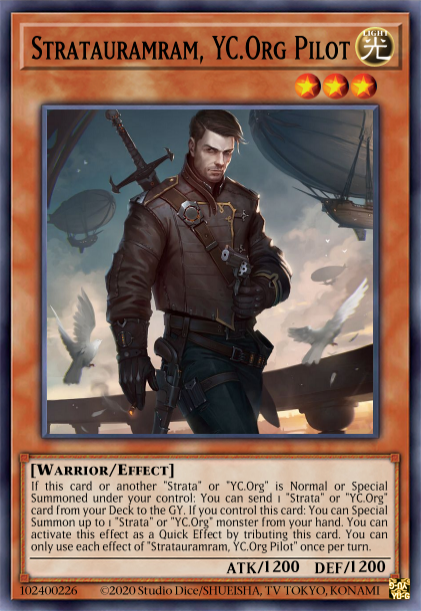 Stratauramram, YC.Org Pilot
LIGHT
光
[Warrior/Effect]
If this card or another "Strata" or "YC.Org" is Normal or Special
Summoned under your control: You can send 1 "Strata" or "YC.Org"
card from your Deck to the GY. If you control this card: You can Special
Summon up to 1 "Strata" or "YC.Org" monster from your hand. You can
activate this effect as a Quick Effect by tributing this card. You can
only use each effect of "Stratauramram, YC.Org Pilot" once per turn.
ATK/1200 DEF/1200
102400226 ©2020 Studio Dice/SHUEISHA, TV TOKYO, KONAMI